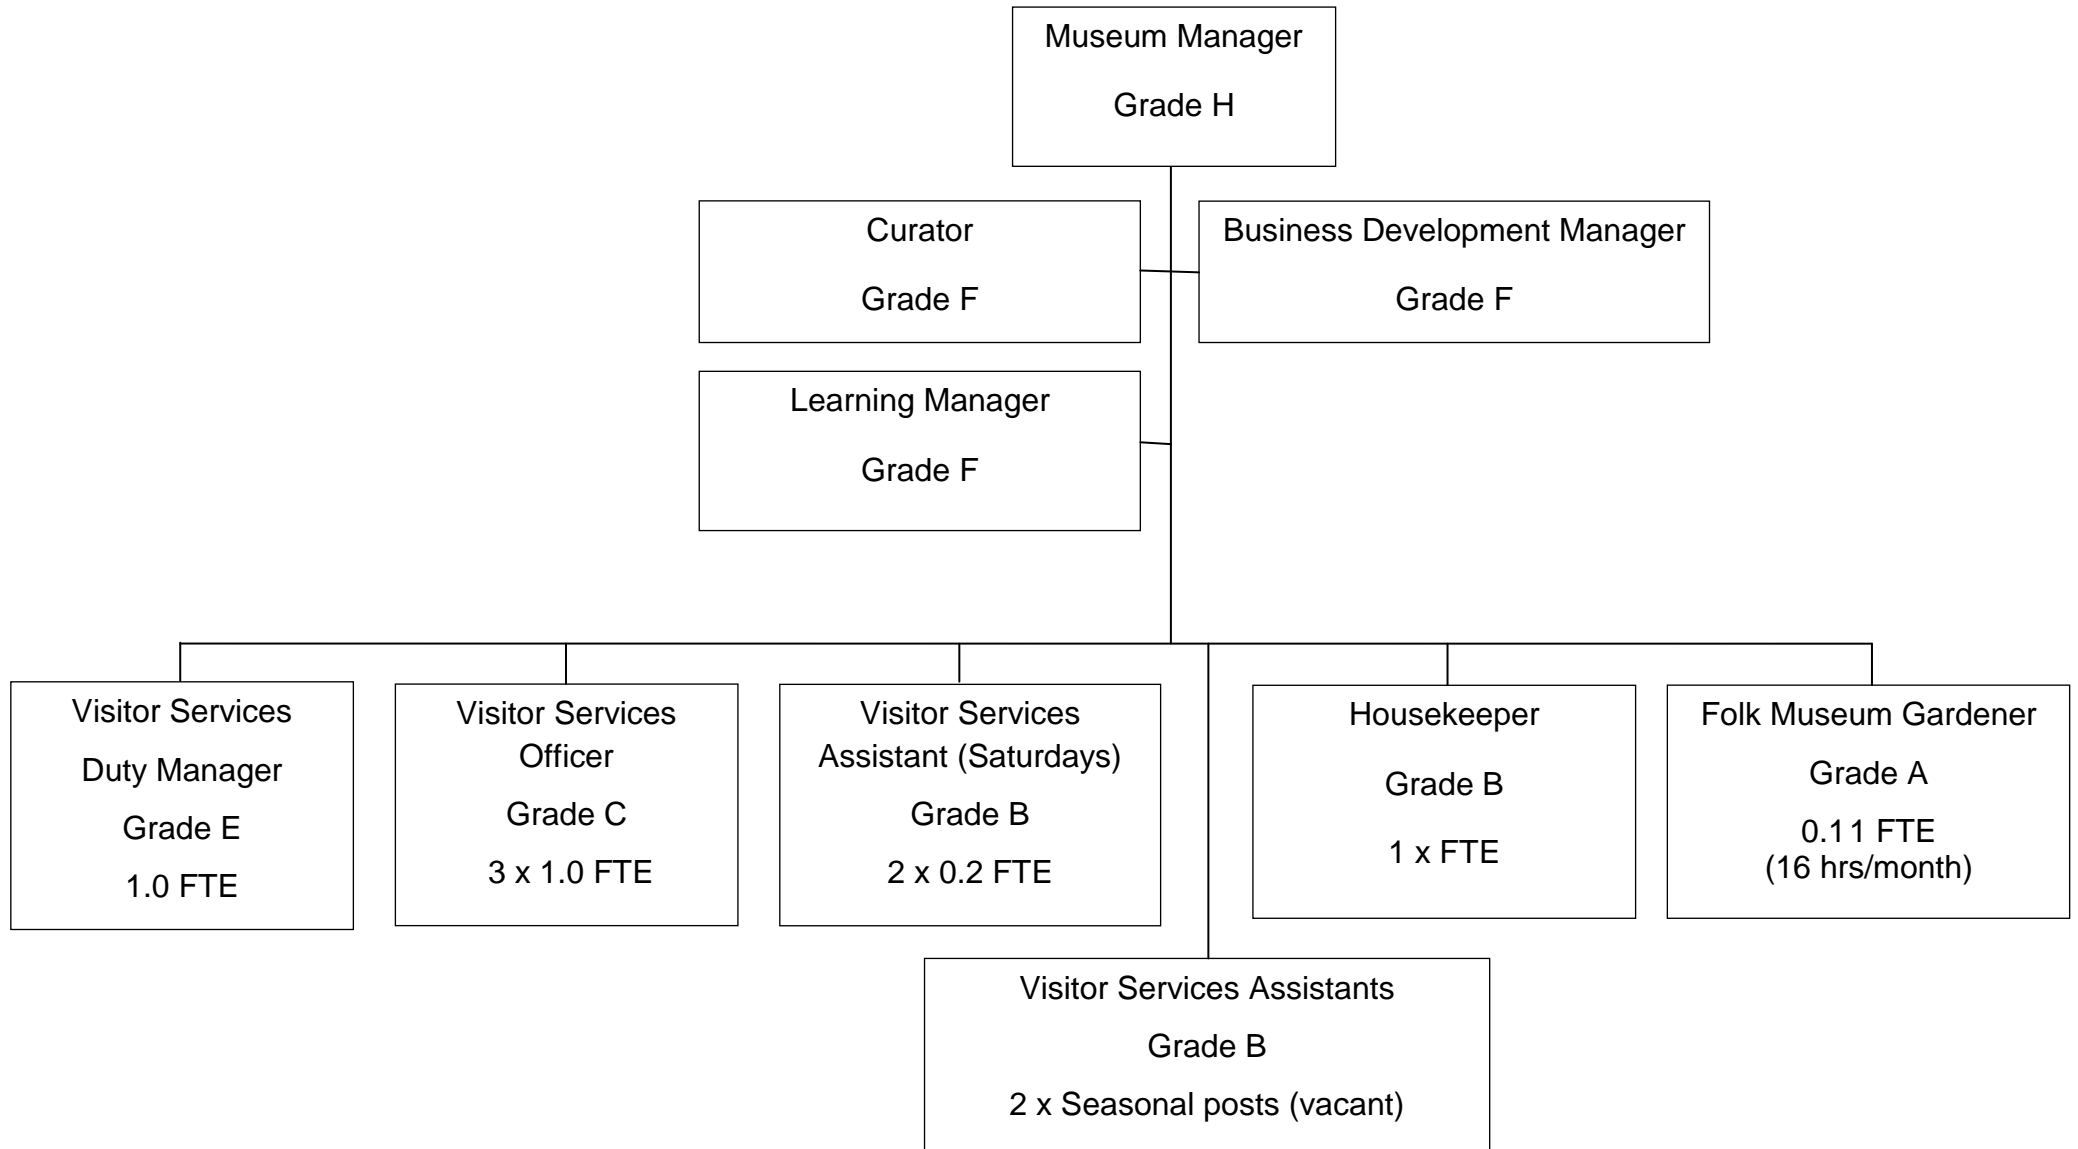 Museum Manager
Grade H
Curator
Grade F
Business Development Manager
Grade F
Learning Manager
Grade F
Visitor Services
Duty Manager
Grade E
1.0 FTE
Visitor Services
Officer
Grade C
3 x 1.0 FTE
Visitor Services
Assistant (Saturdays)
Grade B
2 x 0.2 FTE
Housekeeper
Grade B
1 x FTE
Folk Museum Gardener
Grade A
0.11 FTE
(16 hrs/month)
Visitor Services Assistants
Grade B
2 x Seasonal posts (vacant)